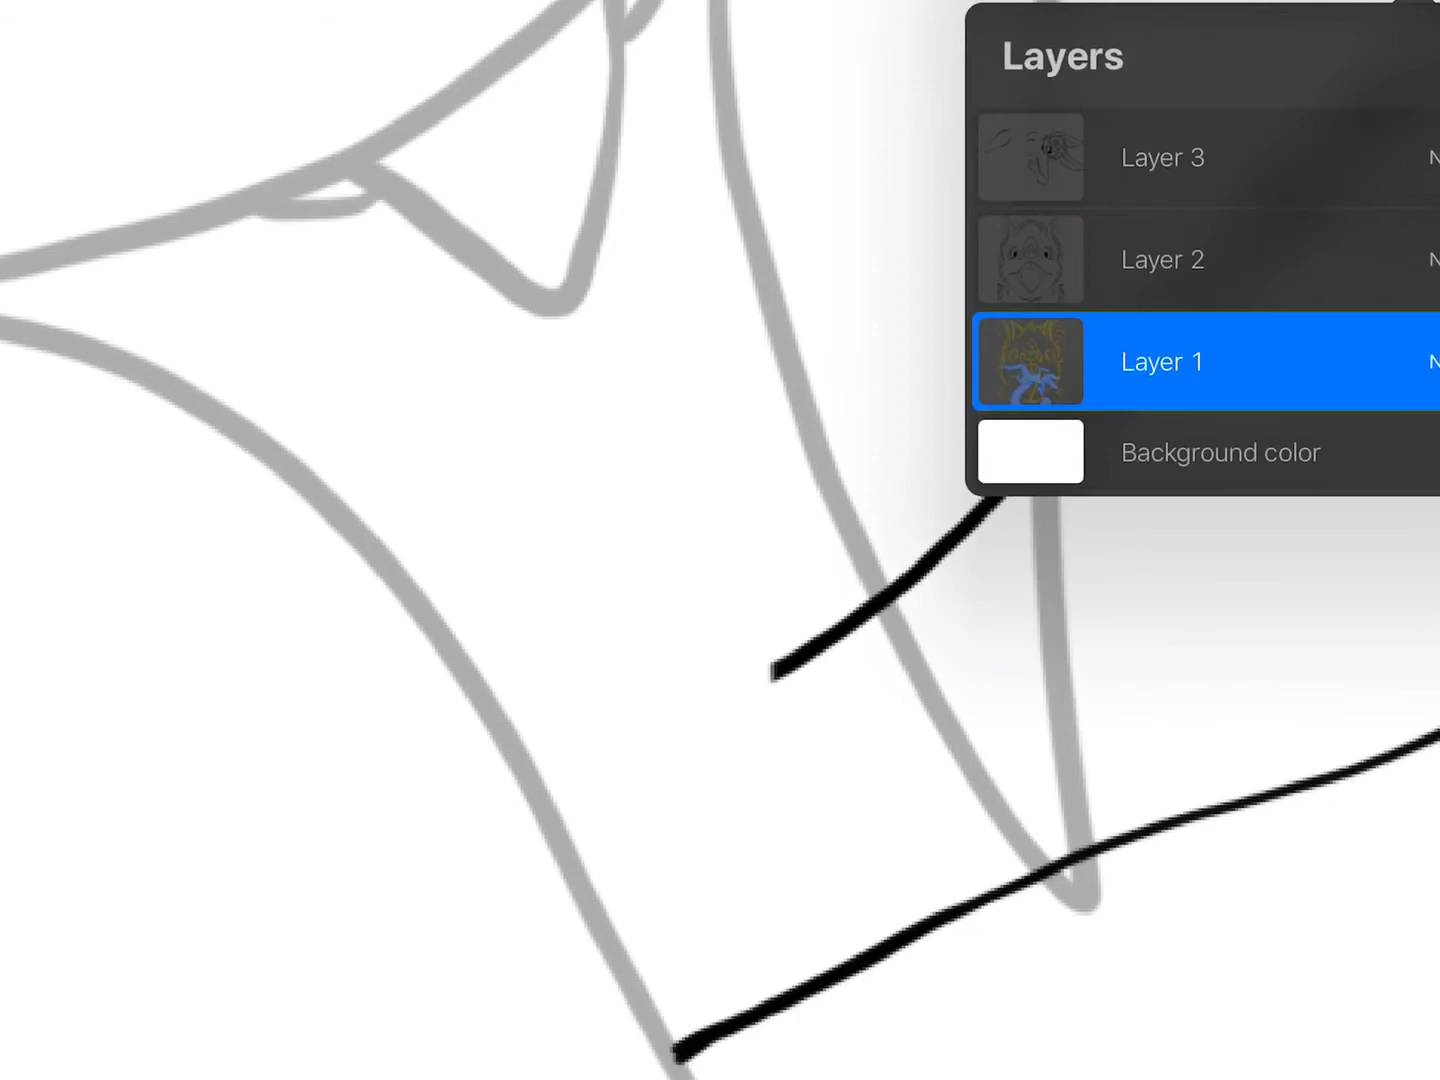 Layers
Layer 3
N
Layer 2
N
Layer 1
N
Background color